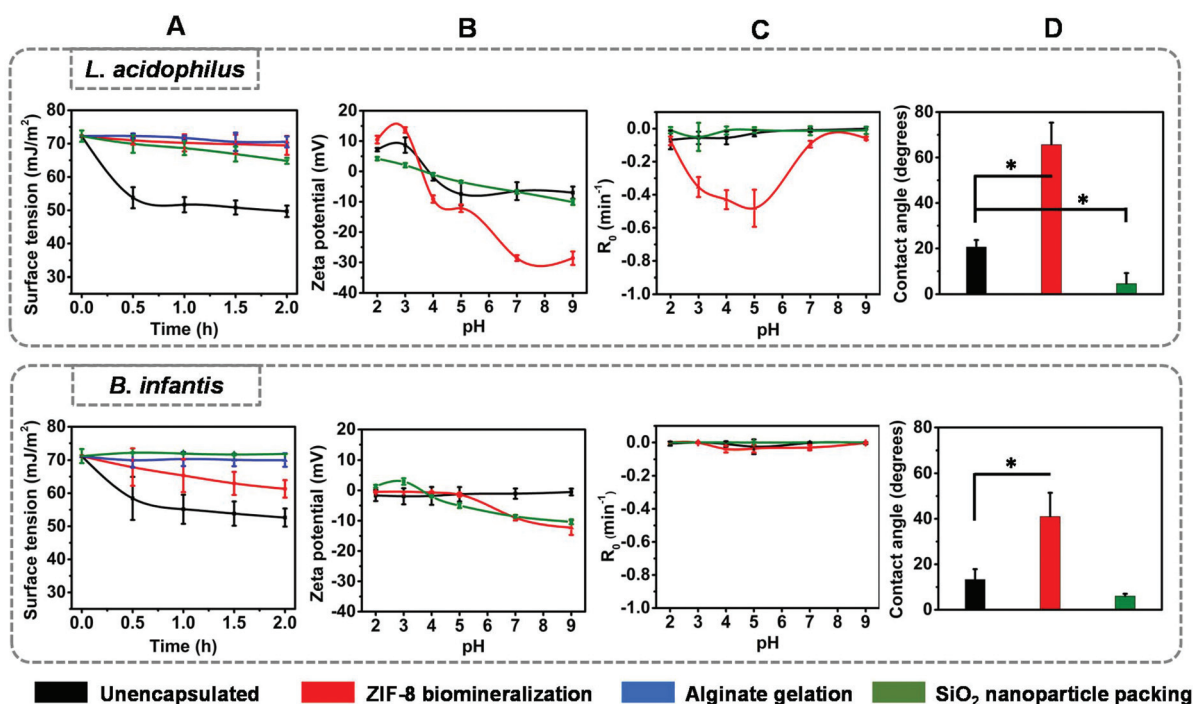 A B C D
L. acidophilus
Surface tension (mJ/m²)
80
70
60
50
40
30
0.0 0.5 1.0 1.5 2.0
Time (h)
Zeta potential (mV)
20
10
0
-10
-20
-30
-40
2 3 4 5 6 7 8 9
pH
R₀ (min⁻¹)
0.0
-0.2
-0.4
-0.6
-0.8
-1.0
2 3 4 5 6 7 8 9
pH
Contact angle (degrees)
80
60
40
20
0
*
*
B. infantis
Surface tension (mJ/m²)
80
70
60
50
40
30
0.0 0.5 1.0 1.5 2.0
Time (h)
Zeta potential (mV)
20
10
0
-10
-20
-30
-40
2 3 4 5 6 7 8 9
pH
R₀ (min⁻¹)
0.0
-0.2
-0.4
-0.6
-0.8
-1.0
2 3 4 5 6 7 8 9
pH
Contact angle (degrees)
80
60
40
20
0
*
Unencapsulated ZIF-8 biomineralization Alginate gelation SiO₂ nanoparticle packing